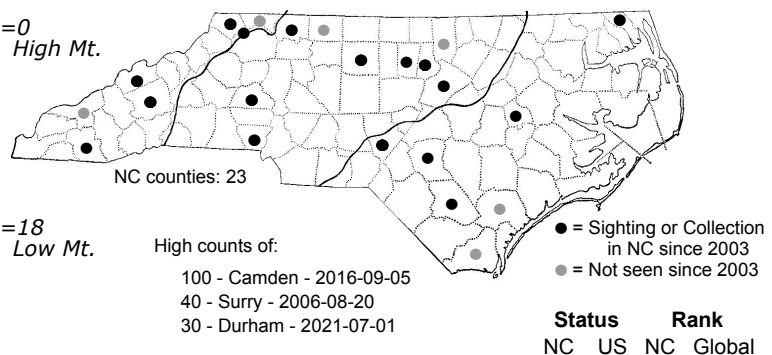 =0
High Mt.
NC counties: 23
=18
Low Mt.
High counts of:
100 - Camden - 2016-09-05
40 - Surry - 2006-08-20
30 - Durham - 2021-07-01
= Sighting or Collection
in NC since 2003
= Not seen since 2003
Status Rank
NC US NC Global